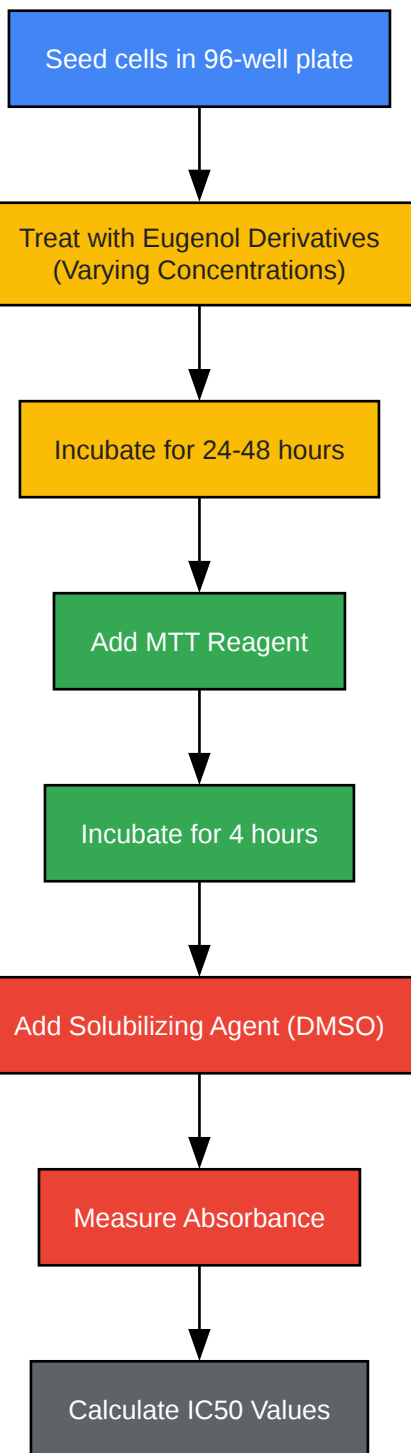 Seed cells in 96-well plate
Treat with Eugenol Derivatives
(Varying Concentrations)
Incubate for 24-48 hours
Add MTT Reagent
Incubate for 4 hours
Add Solubilizing Agent (DMSO)
Measure Absorbance
Calculate IC50 Values